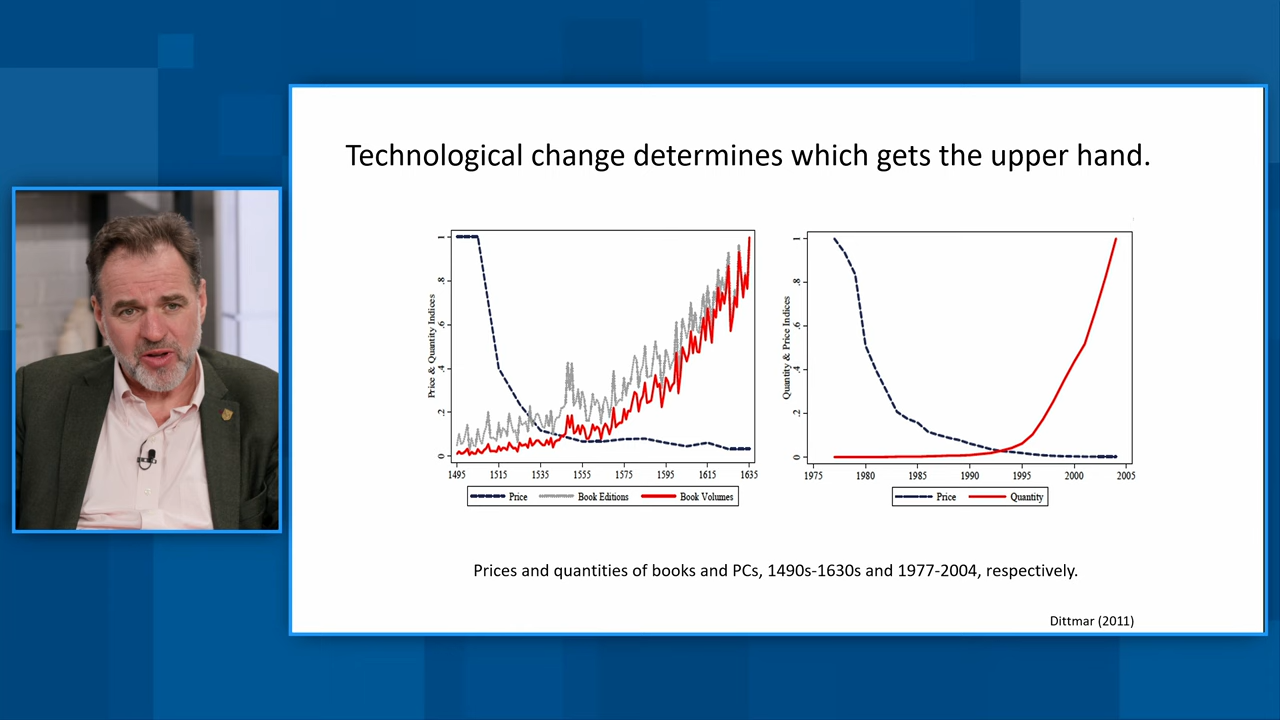 Technological change determines which gets the upper hand.
Price & Quantity Indices
1
.8
.6
.4
.2
0
1495 1515 1535 1555 1575 1595 1615 1635
Price Book Editions Book Volumes
Quantity & Price Indices
1
.8
.6
.4
.2
0
1975 1980 1985 1990 1995 2000 2005
Price Quantity
Prices and quantities of books and PCs, 1490s-1630s and 1977-2004, respectively.
Dittmar (2011)